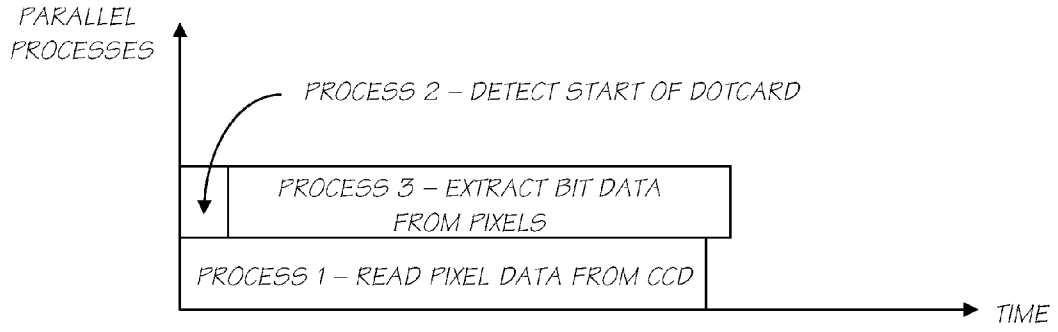 PARALLEL
PROCESSES
PROCESS 2 – DETECT START OF DOTCARD
PROCESS 3 – EXTRACT BIT DATA
FROM PIXELS
PROCESS 1 – READ PIXEL DATA FROM CCD
TIME